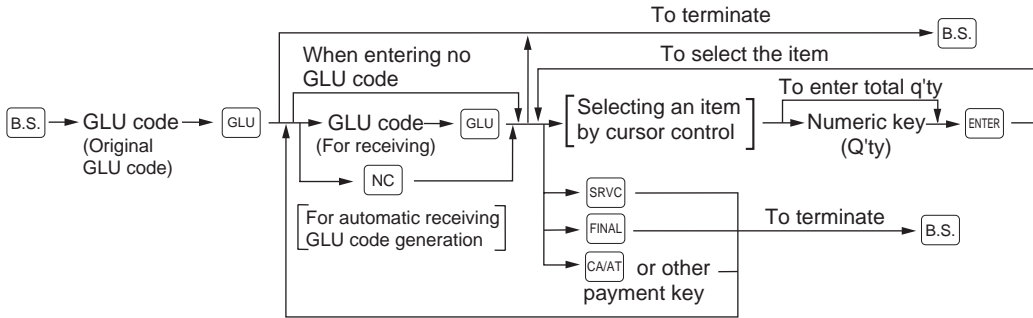 To terminate
B.S.
When entering no
GLU code
To select the item
B.S.
GLU code
(Original
GLU code)
GLU
GLU code
(For receiving)
GLU
NC
[For automatic receiving
GLU code generation]
[Selecting an item
by cursor control]
To enter total q'ty
Numeric key
(Q'ty)
ENTER
SRVC
FINAL
To terminate
B.S.
CA/AT or other
payment key